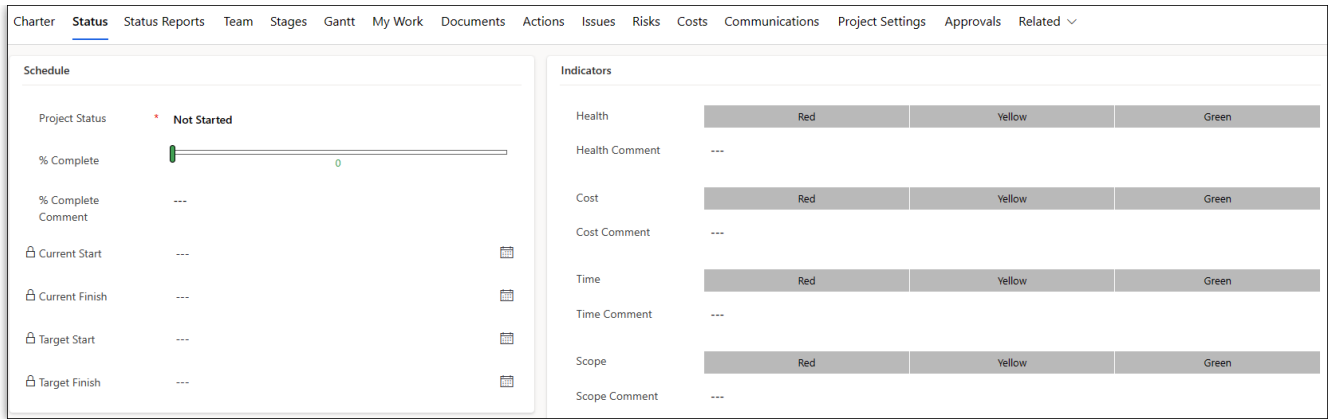 Charter Status Status Reports Team Stages Gantt My Work Documents Actions Issues Risks Costs Communications Project Settings Approvals Related
Schedule
Project Status * Not Started
% Complete
0
% Complete
Comment
---
Current Start ---
Current Finish ---
Target Start ---
Target Finish ---
Indicators
Health Red Yellow Green
Health Comment ---
Cost Red Yellow Green
Cost Comment ---
Time Red Yellow Green
Time Comment ---
Scope Red Yellow Green
Scope Comment ---